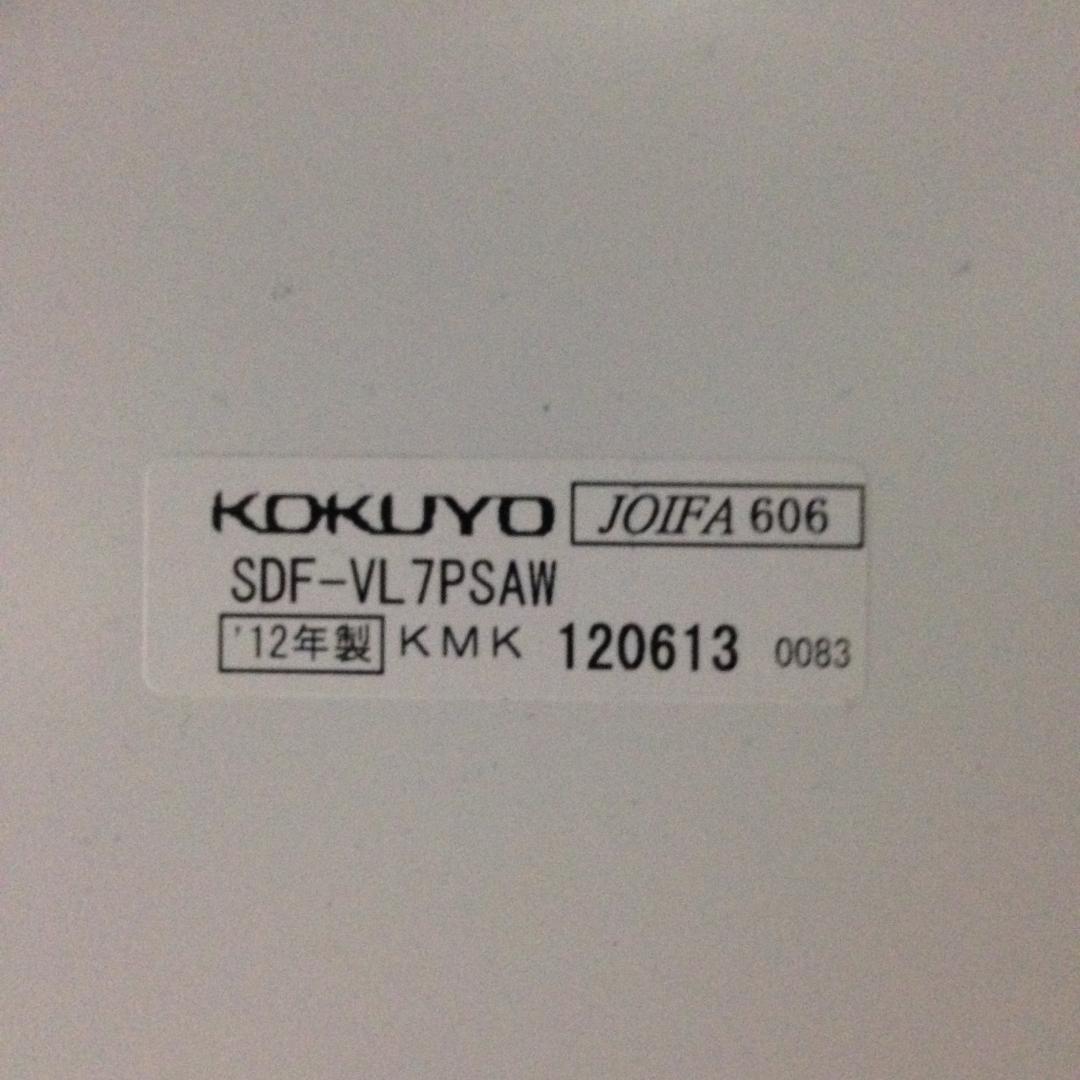 KOKUYO JOIFA 606
SDF-VL7PSAW
'12年製 KMK 120613 0083